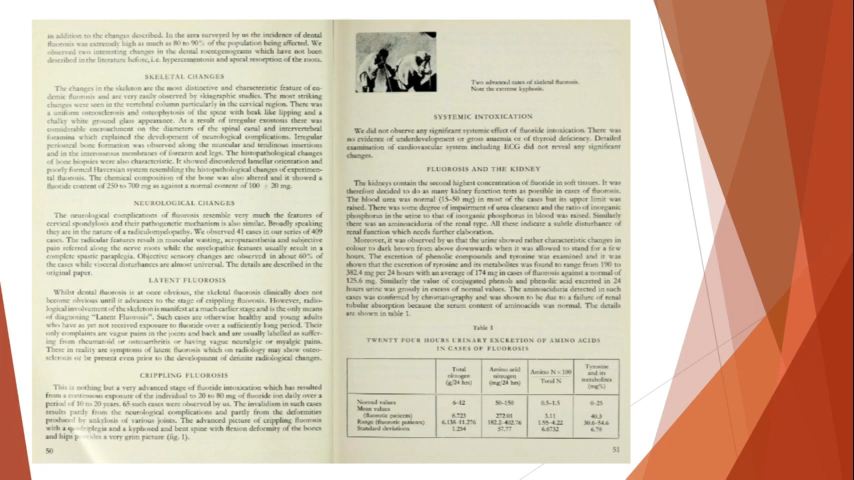 in addition to the changes described. In the area surveyed by us the incidence of dental
fluorosis was extremely high as much as 80 to 90% of the population being affected. We
observed two interesting changes in the dental roentgenograms which have not been
described in the literature before, i.e. hypercementosis and apical resorption of the roots.
SKELETAL CHANGES
The changes in the skeleton are the most distinctive and characteristic feature of en-
demic fluorosis and are very easily observed by skiagraphic studies. The most striking
changes were seen in the vertebral column particularly in the cervical region. There was
a uniform osteosclerosis and osteophytosis of the spine with beak like lipping and a
chalky white ground glass appearance. As a result of irregular exostosis there was
considerable encroachment on the diameters of the spinal canal and intervertebral
foramina which explained the development of neurological complications. Irregular
periosteal bone formation was observed along the muscular and tendinous insertions
and in the interosseous membranes of forearm and legs. The histopathological changes
of bone biopsies were also characteristic. It showed disordered lamellar orientation and
poorly formed Haversian system resembling the histopathological changes of experimen-
tal fluorosis. The chemical composition of the bone was also altered and it showed a
fluoride content of 250 to 700 mg as against a normal content of 100 ± 20 mg.
NEUROLOGICAL CHANGES
The neurological complications of fluorosis resemble very much the features of
cervical spondylosis and their pathogenetic mechanism is also similar. Broadly speaking
they are in the nature of a radiculomyelopathy. We observed 41 cases in our series of 409
cases. The radicular features result in muscular wasting, acroparaesthesia and subjective
pain referred along the nerve roots while the myelopathic features usually result in a
complete spastic paraplegia. Objective sensory changes are observed in about 60% of
the cases while visceral disturbances are almost universal. The details are described in the
original paper.
LATENT FLUOROSIS
Whilst dental fluorosis is at once obvious, the skeletal fluorosis clinically does not
become obvious until it advances to the stage of crippling fluorosis. However, radio-
logical involvement of the skeleton is manifest at a much earlier stage and is the only means
of diagnosing "Latent Fluorosis". Such cases are otherwise healthy and young adults
who have as yet not received exposure to fluoride over a sufficiently long period. Their
only complaints are vague pains in the joints and back and are usually labelled as suffer-
ing from rheumatoid or osteoarthritis or having vague neuralgic or myalgic pains.
These in reality are symptoms of latent fluorosis which on radiology may show osteo-
sclerosis or be present even prior to the development of definite radiological changes.
CRIPPLING FLUOROSIS
This is nothing but a very advanced stage of fluoride intoxication which has resulted
from a continuous exposure of the individual to 20 to 80 mg of fluoride ion daily over a
period of 10 to 20 years. 65 such cases were observed by us. The invalidism in such cases
results partly from the neurological complications and partly from the deformities
produced by ankylosis of various joints. The advanced picture of crippling fluorosis
with a quadriplegia and a kyphosed and bent spine with flexion deformity of the bones
and hips provides a very grim picture (fig. 1).
50
Two advanced cases of skeletal fluorosis.
Note the extreme kyphosis.
SYSTEMIC INTOXICATION
We did not observe any significant systemic effect of fluoride intoxication. There was
no evidence of underdevelopment or gross anaemia or of thyroid deficiency. Detailed
examination of cardiovascular system including ECG did not reveal any significant
changes.
FLUOROSIS AND THE KIDNEY
The kidneys contain the second highest concentration of fluoride in soft tissues. It was
therefore decided to do as many kidney function tests as possible in cases of fluorosis.
The blood urea was normal (15–50 mg) in most of the cases but its upper limit was
raised. There was some degree of impairment of urea clearance and the ratio of inorganic
phosphorus in the urine to that of inorganic phosphorus in blood was raised. Similarly
there was an aminoaciduria of the renal type. All these indicate a subtle disturbance of
renal function which needs further elaboration.
Moreover, it was observed by us that the urine showed rather characteristic changes in
colour to dark brown from above downwards when it was allowed to stand for a few
hours. The excretion of phenolic compounds and tyrosine was examined and it was
shown that the excretion of tyrosine and its metabolites was found to range from 190 to
382.4 mg per 24 hours with an average of 174 mg in cases of fluorosis against a normal of
125.6 mg. Similarly the value of conjugated phenols and phenolic acid excreted in 24
hours urine was grossly in excess of normal values. The aminoaciduria detected in such
cases was confirmed by chromatography and was shown to be due to a failure of renal
tubular absorption because the serum content of aminoacids was normal. The details
are shown in table 1.
Table I
TWENTY FOUR HOURS URINARY EXCRETION OF AMINO ACIDS
IN CASES OF FLUOROSIS
Total nitrogen (g/24 hrs) Amino acid nitrogen (mg/24 hrs) Amino N × 100 Total N Tyrosine and its metabolites (mg%)
Normal values 6–12 50–150 0.5–1.5 0–25
Mean values
(fluorotic patients) 8.723 272.01 3.11 40.3
Range (fluorotic patients) 6.138–11.276 182.2–402.76 1.55–4.22 30.6–54.6
Standard deviations 1.254 57.77 0.0732 6.79
51